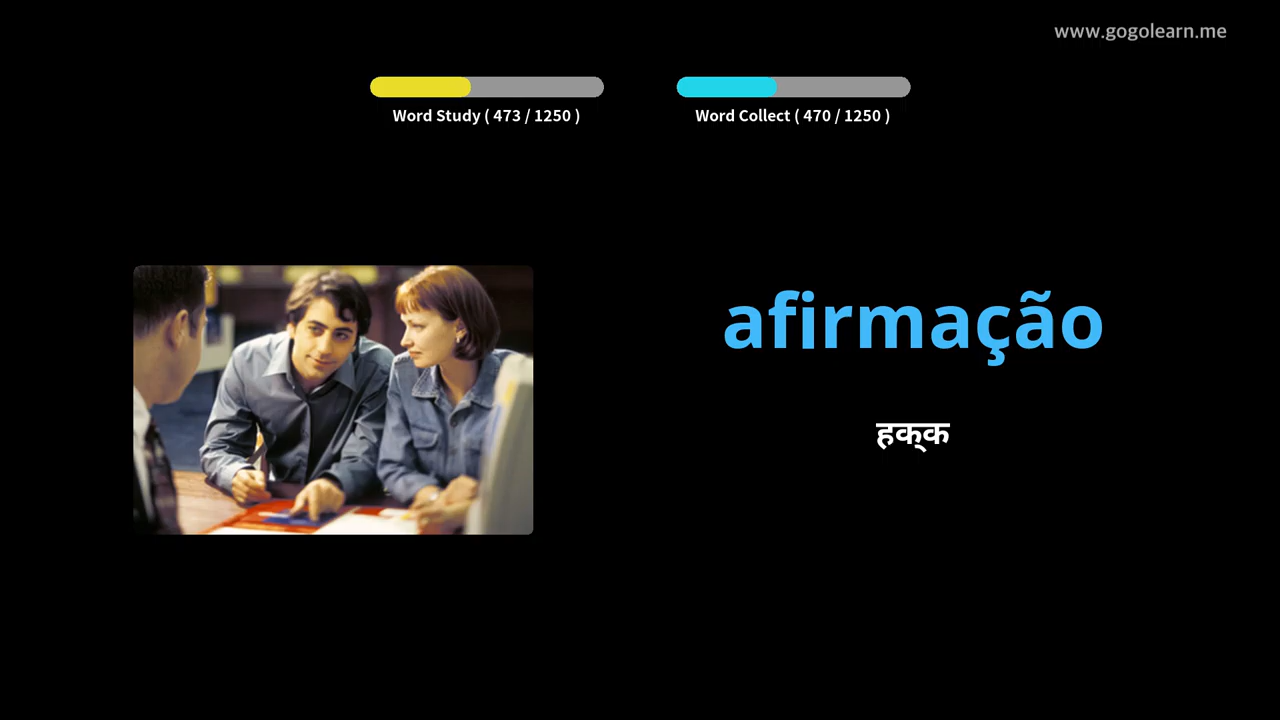 www.gogolearn.me
Word Study ( 473 / 1250 )
Word Collect ( 470 / 1250 )
afirmação
हक्क